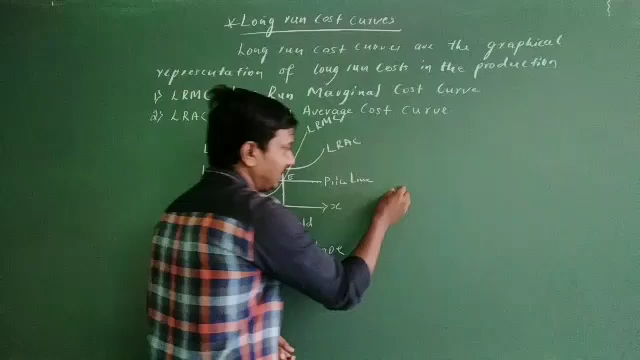 * Long run cost curves
Long run cost curves are the graphical
representation of long run costs in the production
1) LRMC Run Marginal Cost Curve
2) LRAC Average Cost Curve
LRMC
LRAC
E
Price Line
x